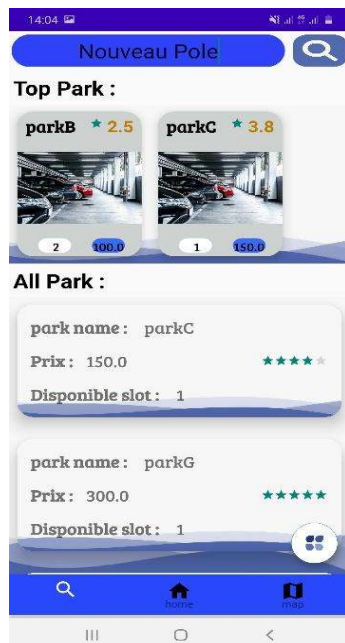 14:04
Nouveau Pole
Top Park :
parkB 2.5
parkC 3.8
2 100.0
1 150.0
All Park :
park name : parkC
Prix : 150.0
Disponible slot : 1
park name : parkG
Prix : 300.0
Disponible slot : 1
home
map